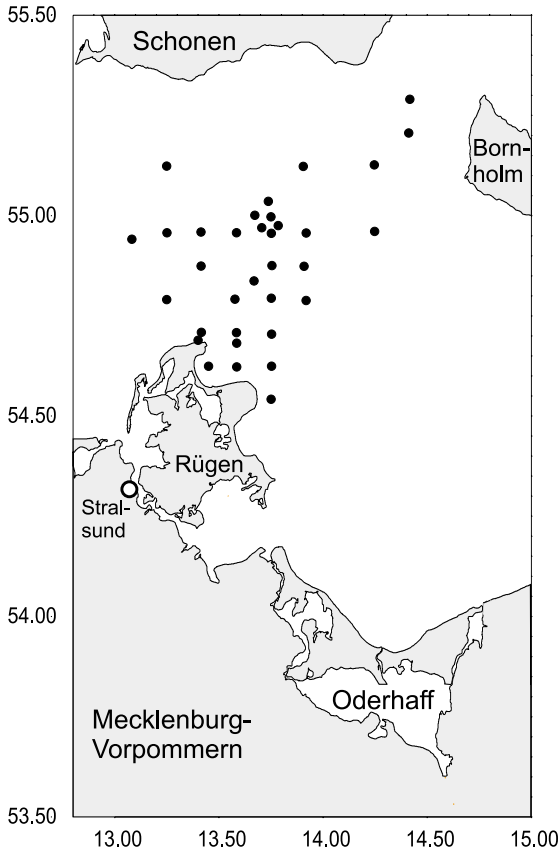 55.50
Schonen
Born-
holm
55.00
54.50
Rügen
Stral-
sund
54.00
Oderhaff
Mecklenburg-
Vorpommern
53.50
13.00 13.50 14.00 14.50 15.00